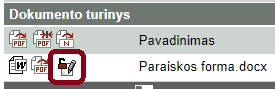 Dokumento turinys
Pavadinimas
Paraiskos forma.docx